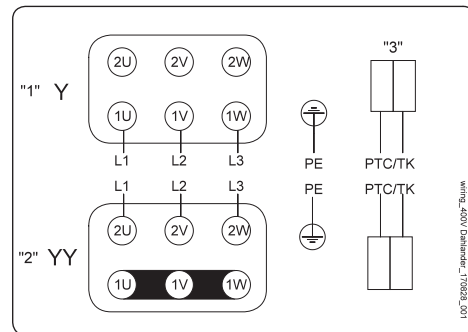 "3"
2U 2V 2W
"1" Y
1U 1V 1W
L1 L2 L3 PE PTC/TK
L1 L2 L3 PE PTC/TK
2U 2V 2W
"2" YY
1U 1V 1W
wiring_400V Dahlander_170828_001